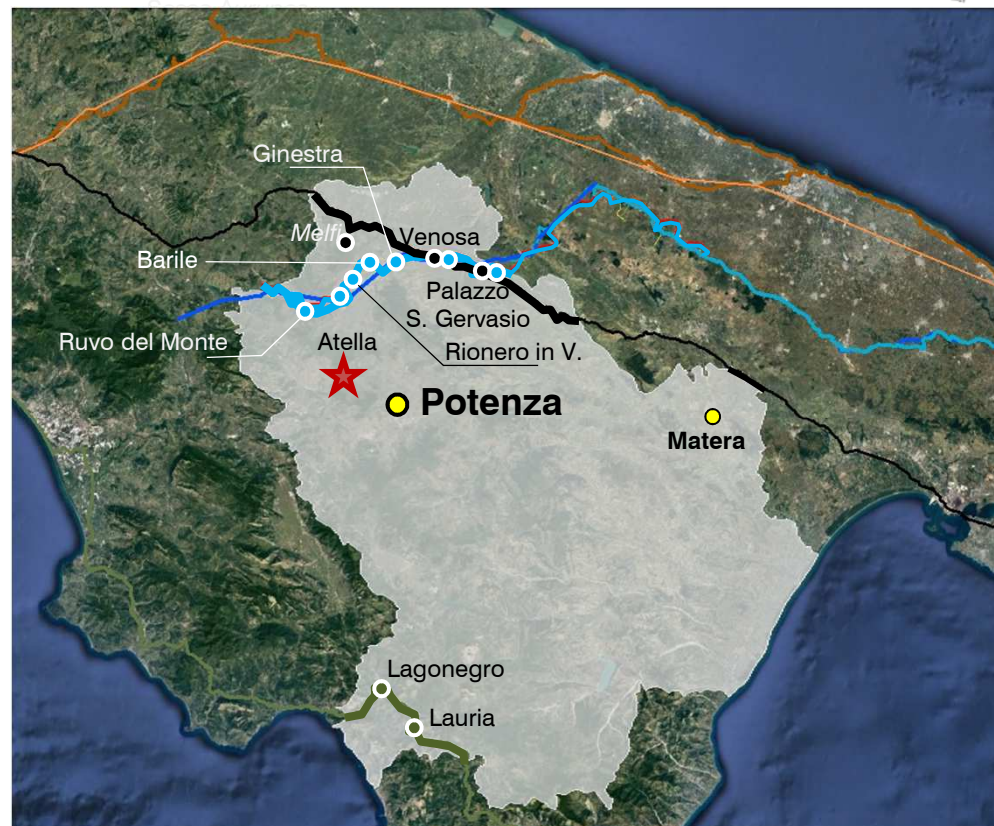 Ginestra
Melfi
Venosa
Barile
Palazzo
S. Gervasio
Ruvo del Monte
Atella
Rionero in V.
Potenza
Matera
Lagonegro
Lauria